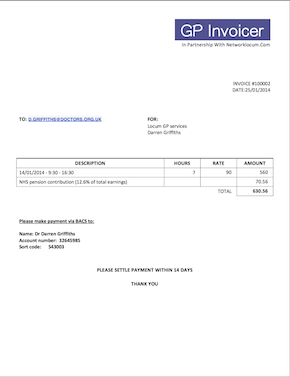 GP Invoicer
In Partnership With Networklocum.Com
INVOICE #100002
DATE:25/01/2014
TO: D.GRIFFITHS@DOCTORS.ORG.UK
FOR:
Locum GP services
Darren Griffiths
DESCRIPTION HOURS RATE AMOUNT
14/01/2014 - 9:30 - 16:30 7 90 560
NHS pension contribution (12.6% of total earnings) 70.56
TOTAL 630.56
Please make payment via BACS to:
Name: Dr Darren Griffiths
Account number: 32645985
Sort code: 543003
PLEASE SETTLE PAYMENT WITHIN 14 DAYS
THANK YOU